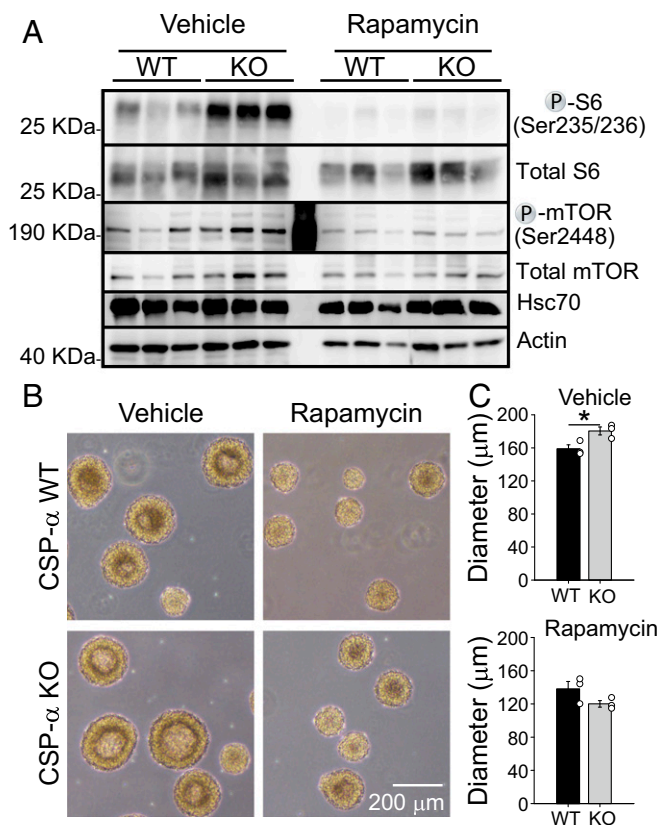 A
Vehicle Rapamycin
WT KO WT KO
25 KDa
P-S6
(Ser235/236)
25 KDa
Total S6
190 KDa
P-mTOR
(Ser2448)
Total mTOR
Hsc70
40 KDa
Actin
B
Vehicle Rapamycin
CSP-α WT
CSP-α KO
200 μm
C
Vehicle
Diameter (μm)
180
160
120
80
40
0
*
WT KO
Rapamycin
Diameter (μm)
180
160
120
80
40
0
WT KO